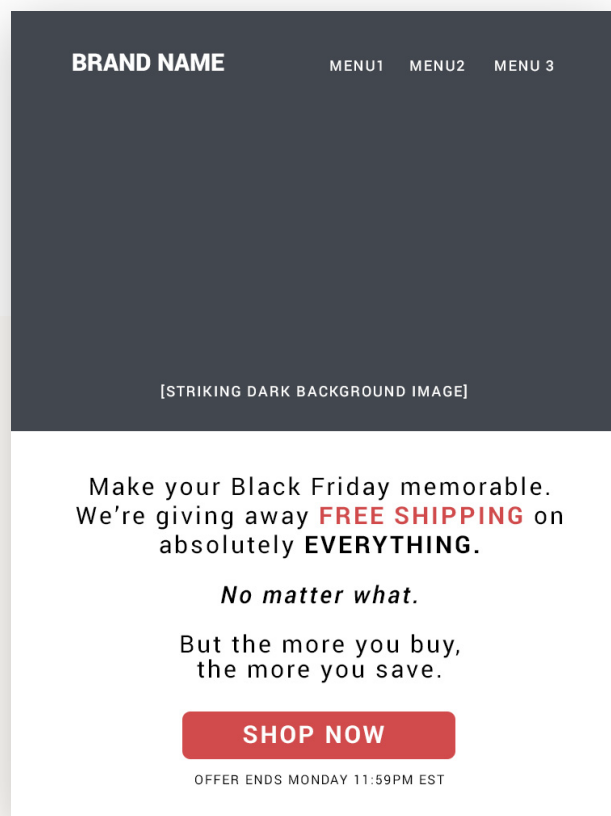 BRAND NAME
MENU1 MENU2 MENU 3
[STRIKING DARK BACKGROUND IMAGE]
Make your Black Friday memorable.
We’re giving away FREE SHIPPING on
absolutely EVERYTHING.
No matter what.
But the more you buy,
the more you save.
SHOP NOW
OFFER ENDS MONDAY 11:59PM EST